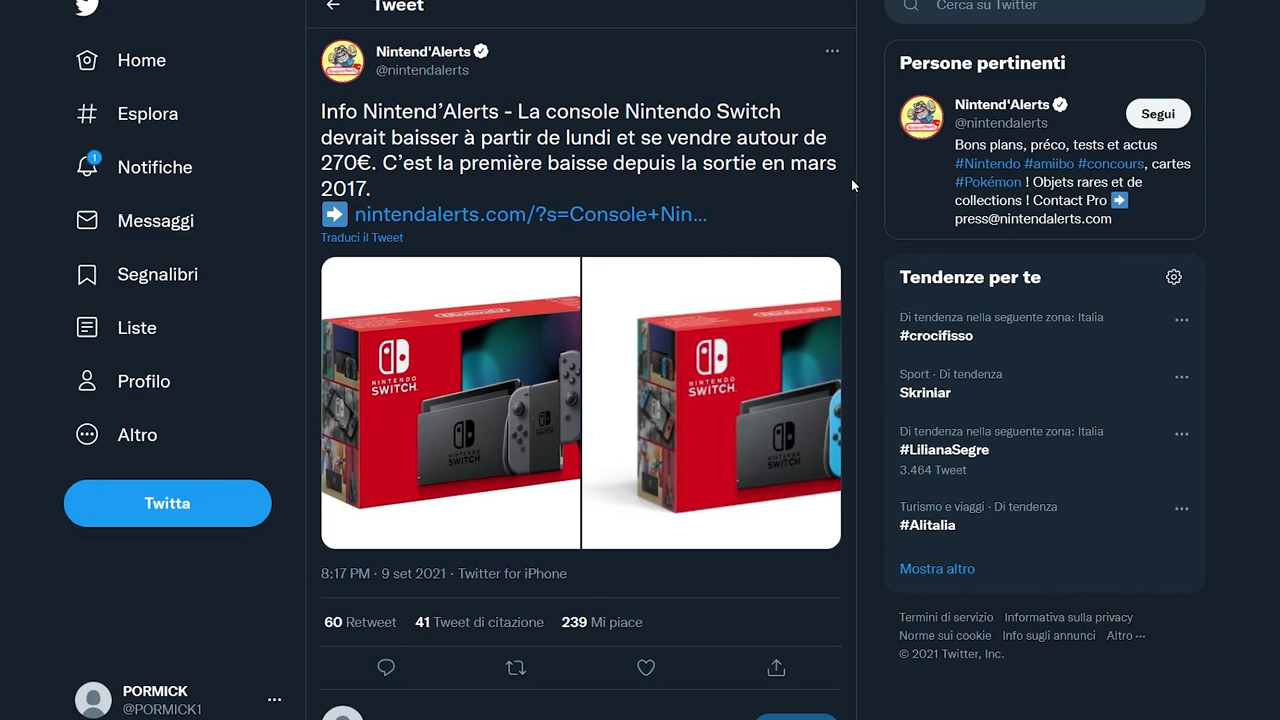 Home
Esplora
1
Notifiche
Messaggi
Segnalibri
Liste
Profilo
Altro
Twitta
PORMICK
@PORMICK1
Tweet
Nintend'Alerts
@nintendalerts
Info Nintend’Alerts - La console Nintendo Switch
devrait baisser à partir de lundi et se vendre autour de
270€. C’est la première baisse depuis la sortie en mars
2017.
nintendalerts.com/?s=Console+Nin...
Traduci il Tweet
NINTENDO
SWITCH
NINTENDO
SWITCH
NINTENDO
SWITCH
NINTENDO
SWITCH
8:17 PM · 9 set 2021 · Twitter for iPhone
60 Retweet 41 Tweet di citazione 239 Mi piace
Cerca su Twitter
Persone pertinenti
Nintend'Alerts
@nintendalerts
Segui
Bons plans, préco, tests et actus
#Nintendo #amiibo #concours, cartes
#Pokémon ! Objets rares et de
collections ! Contact Pro
press@nintendalerts.com
Tendenze per te
Di tendenza nella seguente zona: Italia
#crocifisso
Sport · Di tendenza
Skriniar
Di tendenza nella seguente zona: Italia
#LilianaSegre
3.464 Tweet
Turismo e viaggi · Di tendenza
#Alitalia
Mostra altro
Termini di servizio Informativa sulla privacy
Norme sui cookie Info sugli annunci Altro ···
© 2021 Twitter, Inc.